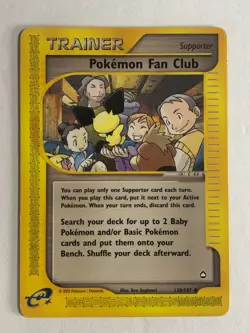 TRAINER
Supporter
Pokémon Fan Club
You can play only one Supporter card each turn.
When you play this card, put it next to your Active
Pokémon. When your turn ends, discard this card.
Search your deck for up to 2 Baby
Pokémon and/or Basic Pokémon
cards and put them onto your
Bench. Shuffle your deck afterward.
Illus. Ken Sugimori